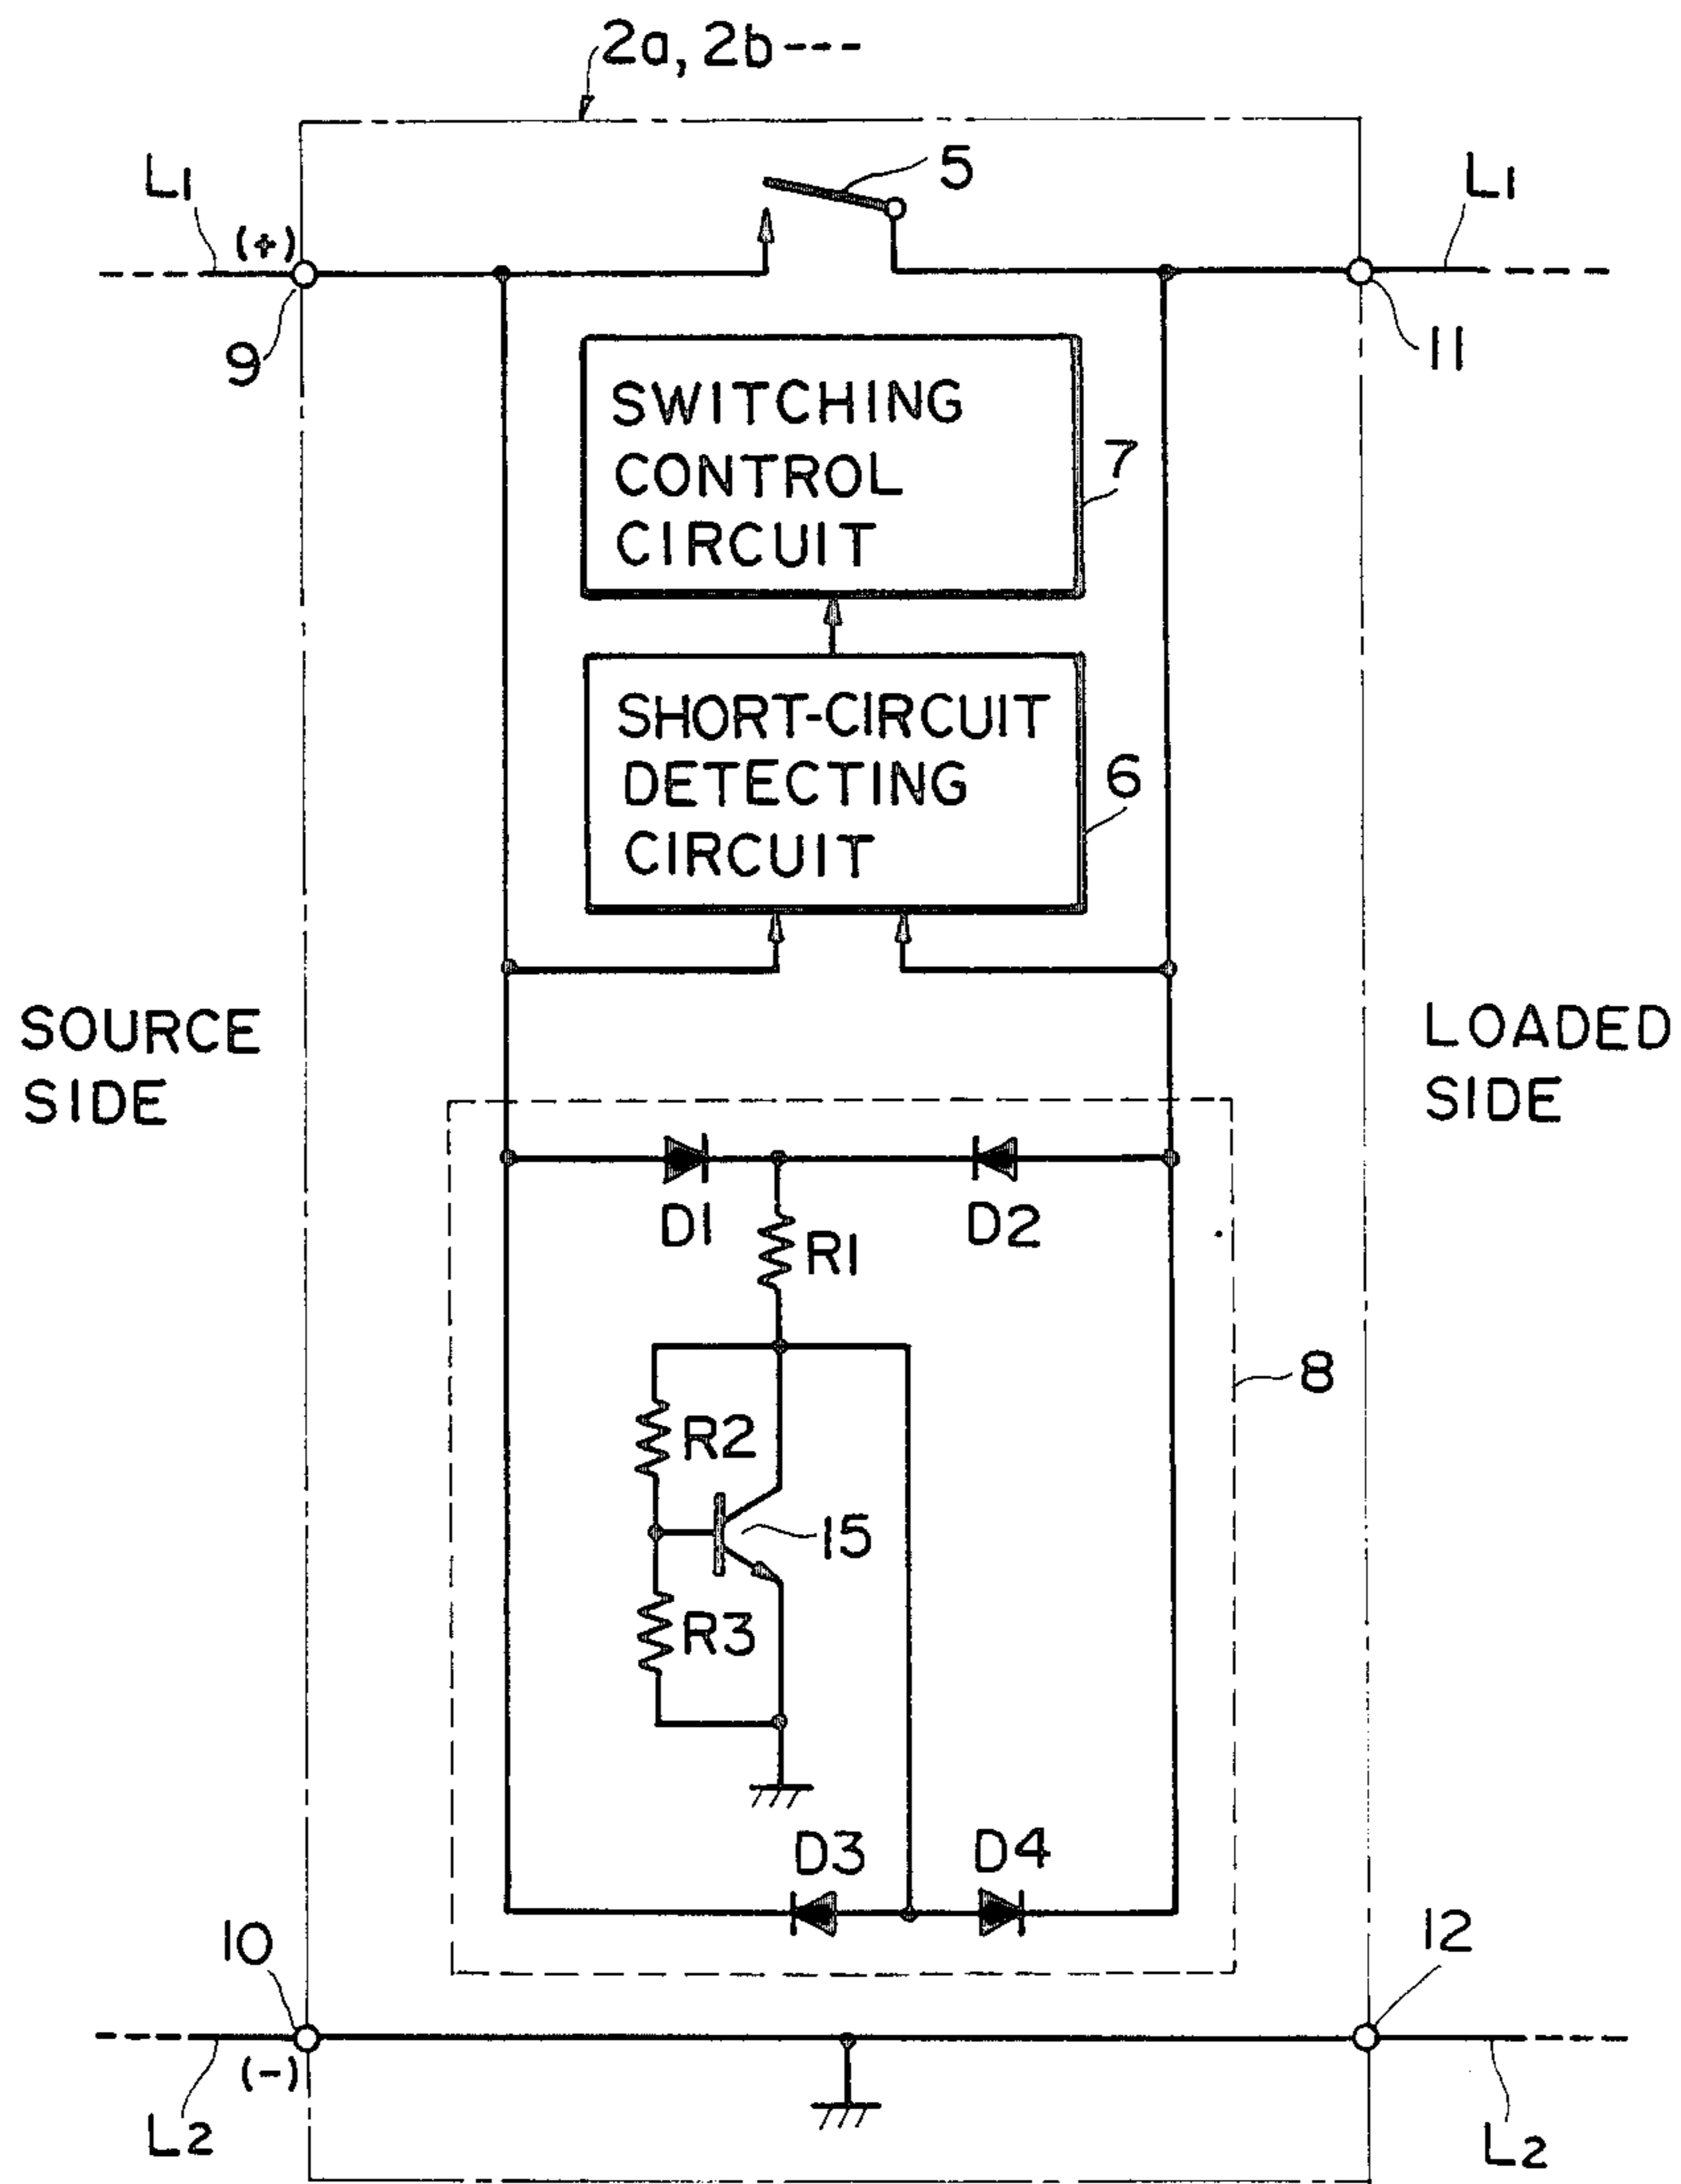 2a, 2b---
5
L1
(+)
L1
9
11
SWITCHING
CONTROL
CIRCUIT
7
SHORT-CIRCUIT
DETECTING
CIRCUIT
6
SOURCE
SIDE
LOADED
SIDE
D1
D2
R1
8
R2
15
R3
D3
D4
10
12
(-)
L2
L2